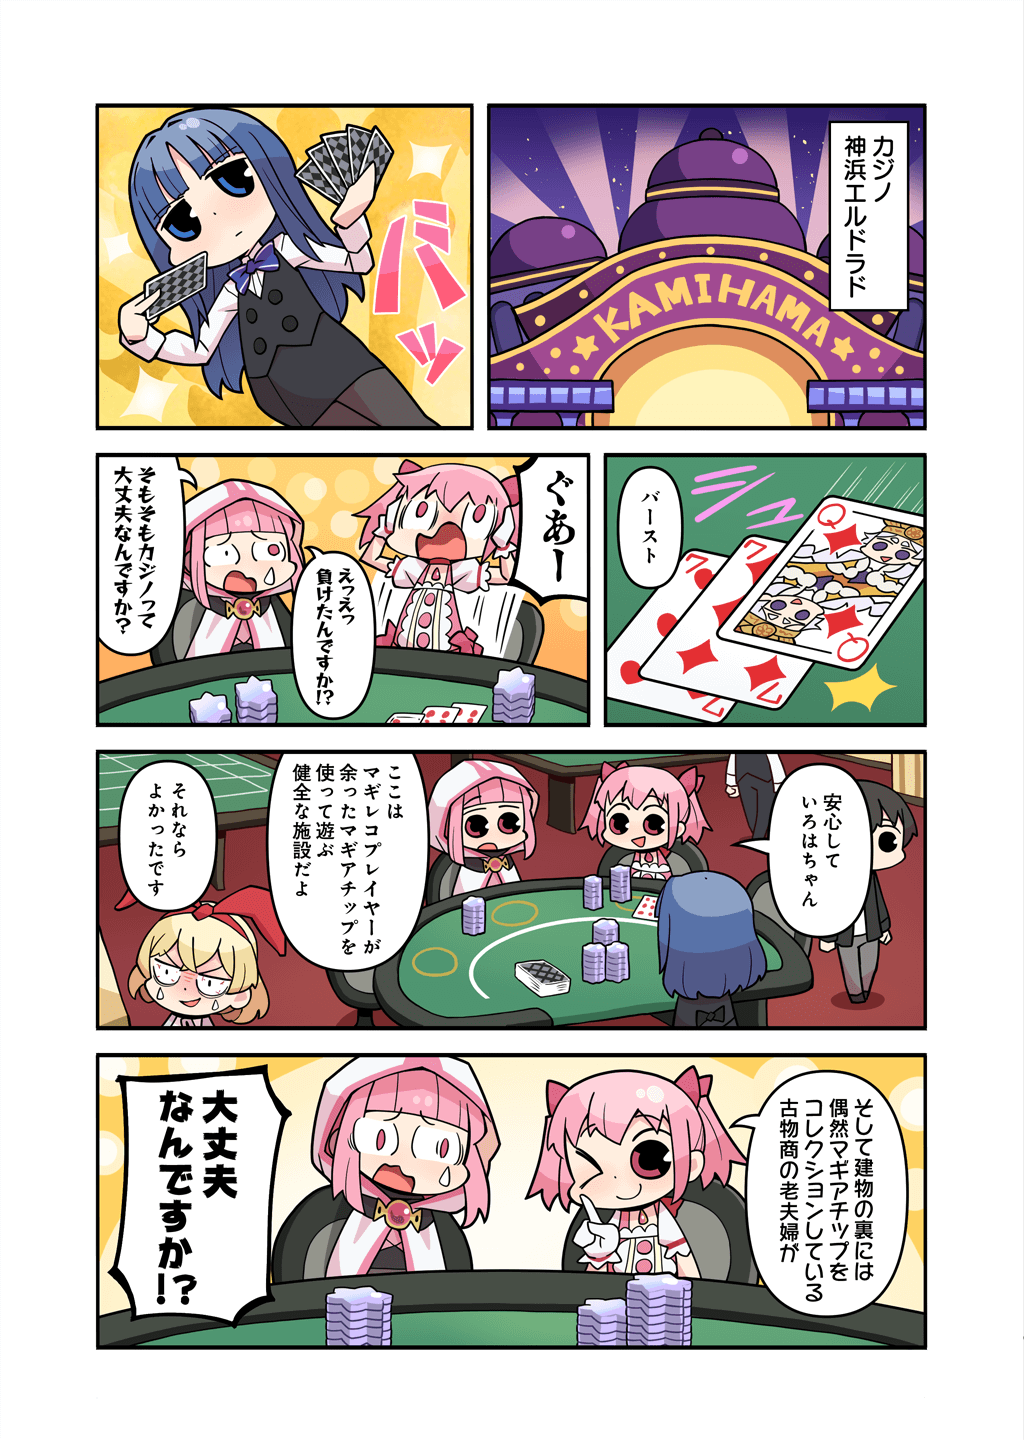 カジノ
神浜エルドラド
KAMIHAMA
バッ
バースト
シュッ
Q
Q
7
7
7
7
ぐあー
えっえっ
負けたんですか!?
そもそもカジノって
大丈夫なんですか?
安心して
いろはちゃん
ここは
マギレコプレイヤーが
余ったマギアチップを
使って遊ぶ
健全な施設だよ
それなら
よかったです
そして建物の裏には
偶然マギアチップを
コレクションしている
古物商の老夫婦が
大丈夫
なんですか!?